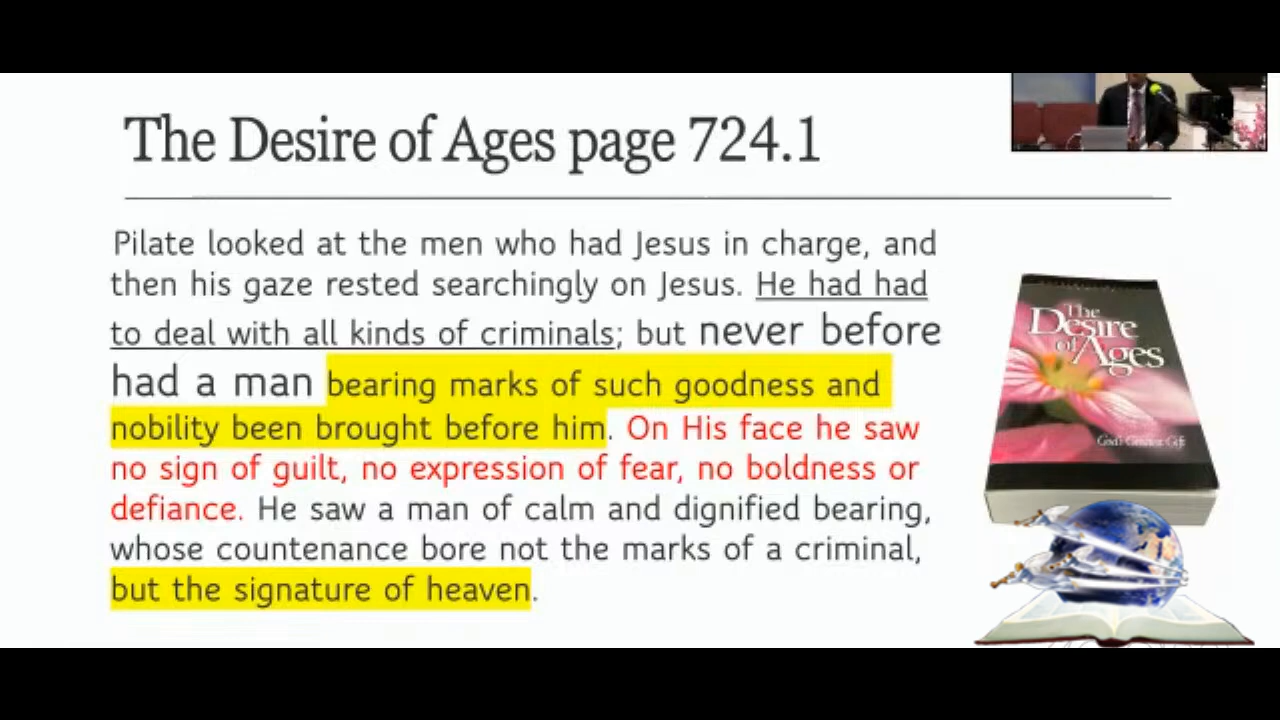 The Desire of Ages page 724.1
Pilate looked at the men who had Jesus in charge, and
then his gaze rested searchingly on Jesus. He had had
to deal with all kinds of criminals; but never before
had a man bearing marks of such goodness and
nobility been brought before him. On His face he saw
no sign of guilt, no expression of fear, no boldness or
defiance. He saw a man of calm and dignified bearing,
whose countenance bore not the marks of a criminal,
but the signature of heaven.
The
Desire
of Ages
God's Greatest Gift